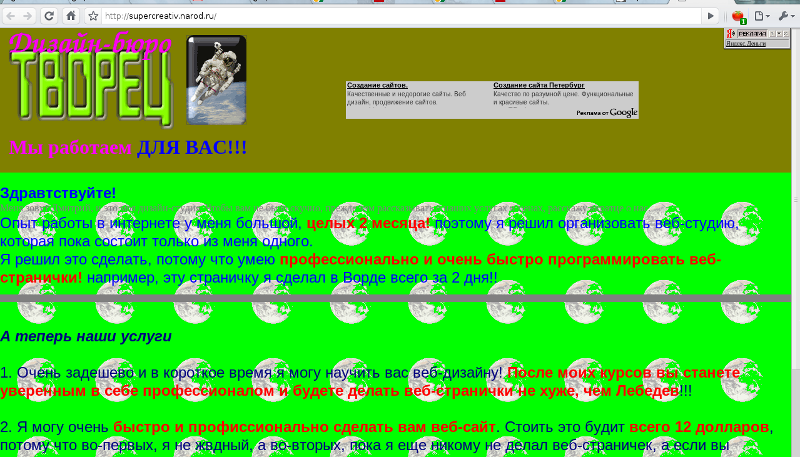 http://supercreativ.narod.ru/
1
Дизайн-бюро
ТВОРЕЦ
Мы работаем ДЛЯ ВАС!!!
Создание сайтов.
Качественные и недорогие сайты. Веб
дизайн, продвижение сайтов
Создание сайта Петербург
Качество по разумной цене. Функциональные
и красивые сайты.
Реклама от Google
Я РЕКЛАМА
Яндекс.Деньги
Здравтствуйте!
Опыт работы в интернете у меня большой, целых 2 месяца! поэтому я решил организовать веб-студию,
которая пока состоит только из меня одного.
Я решил это сделать, потому что умею профессионально и очень быстро программировать веб-
странички! например, эту страничку я сделал в Ворде всего за 2 дня!!
А теперь наши услуги
1. Очень задешево и в короткое время я могу научить вас веб-дизайну! После моих курсов вы станете
уверенным в себе профессионалом и будете делать веб-странички не хуже, чем Лебедев!!!
2. Я могу очень быстро и профиссионально сделать вам веб-сайт. Стоить это будит всего 12 долларов,
потому что во-первых, я не жвдный, а во-вторых, пока я еще никому не делал веб-страничек, а если вы